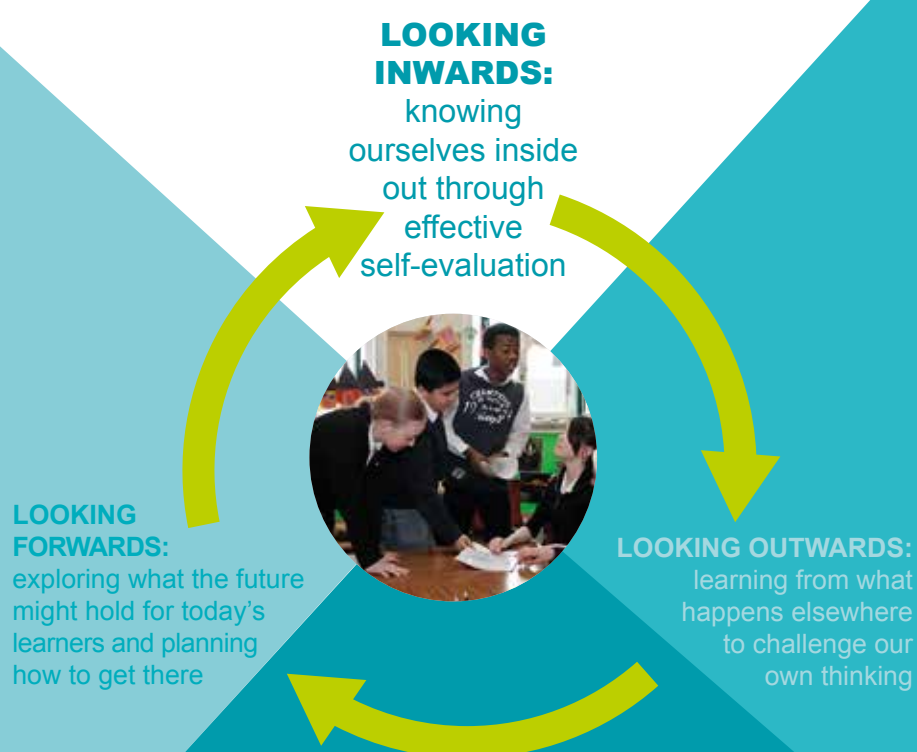 LOOKING
INWARDS:
knowing
ourselves inside
out through
effective
self-evaluation
LOOKING OUTWARDS:
learning from what
happens elsewhere
to challenge our
own thinking
LOOKING
FORWARDS:
exploring what the future
might hold for today's
learners and planning
how to get there